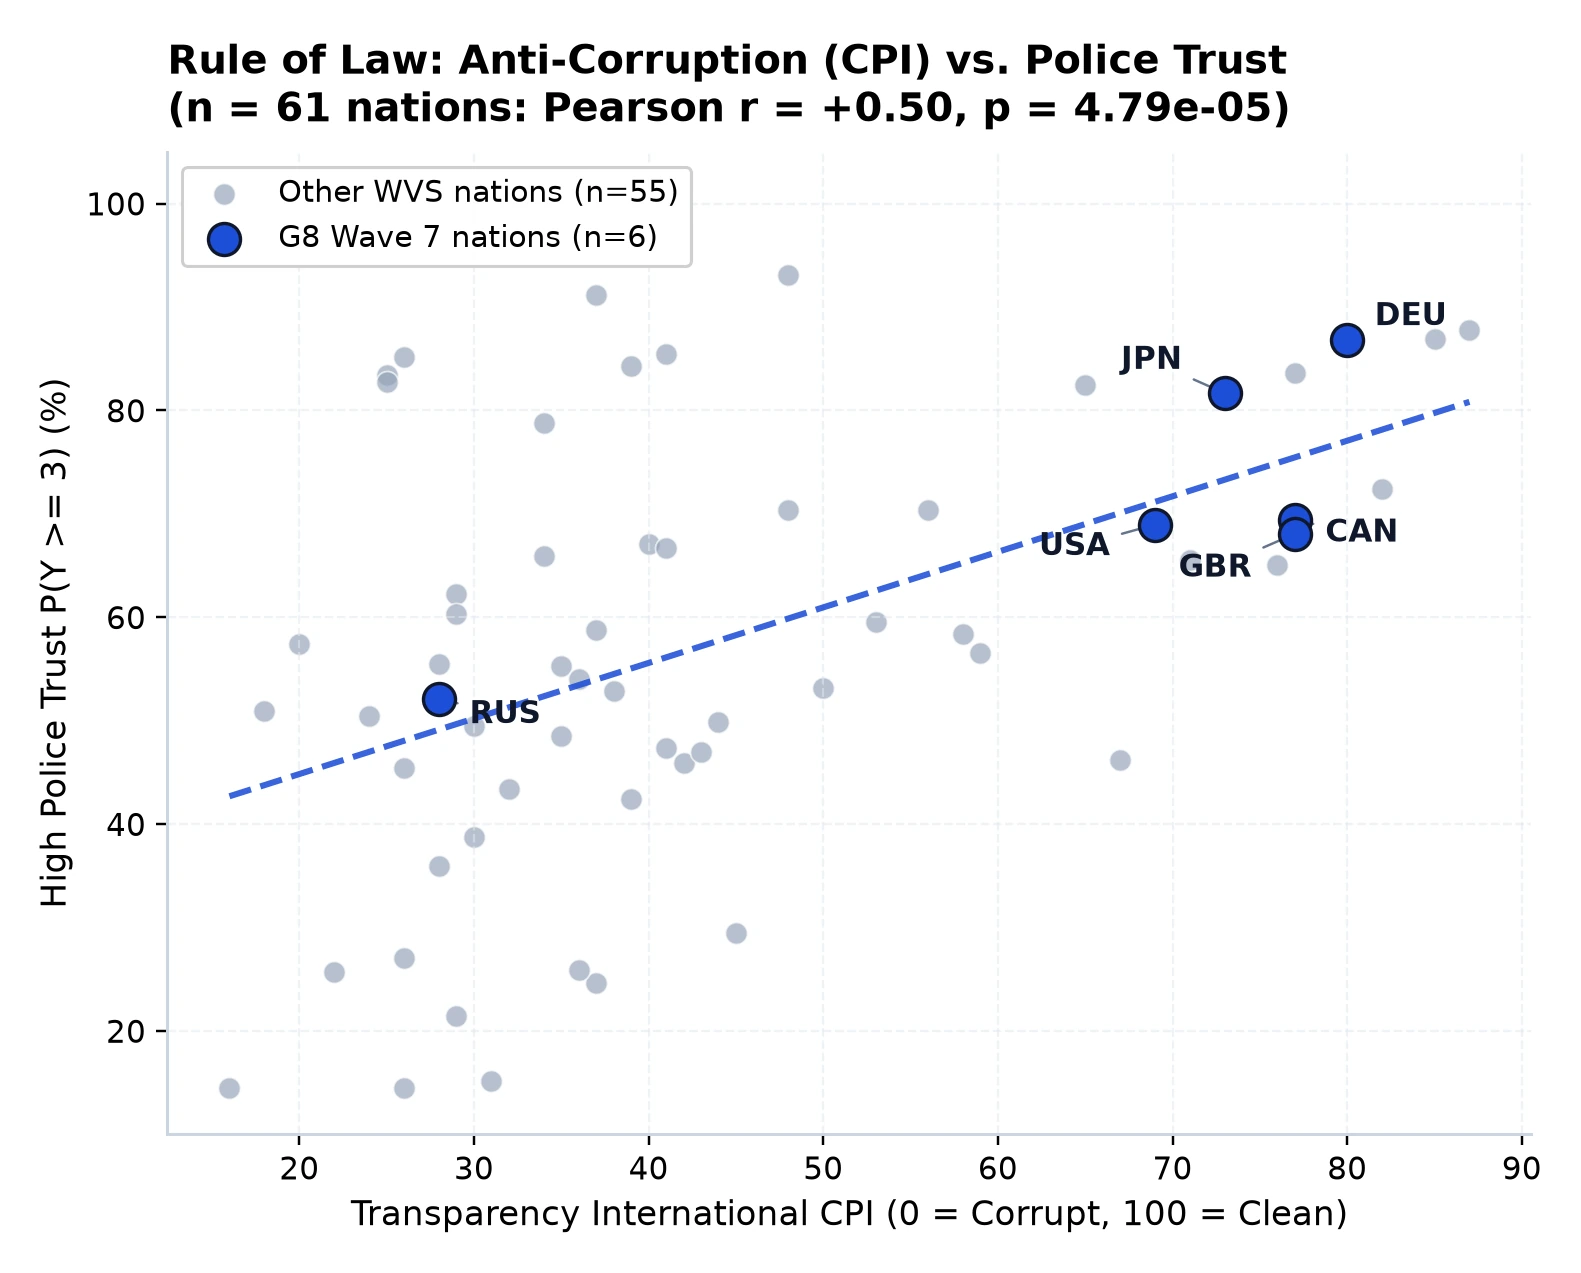 Rule of Law: Anti-Corruption (CPI) vs. Police Trust
(n = 61 nations: Pearson r = +0.50, p = 4.79e-05)
Other WVS nations (n=55)
G8 Wave 7 nations (n=6)
High Police Trust P(Y >= 3) (%)
100
80
60
40
20
DEU
JPN
USA
CAN
GBR
RUS
20
30
40
50
60
70
80
90
Transparency International CPI (0 = Corrupt, 100 = Clean)